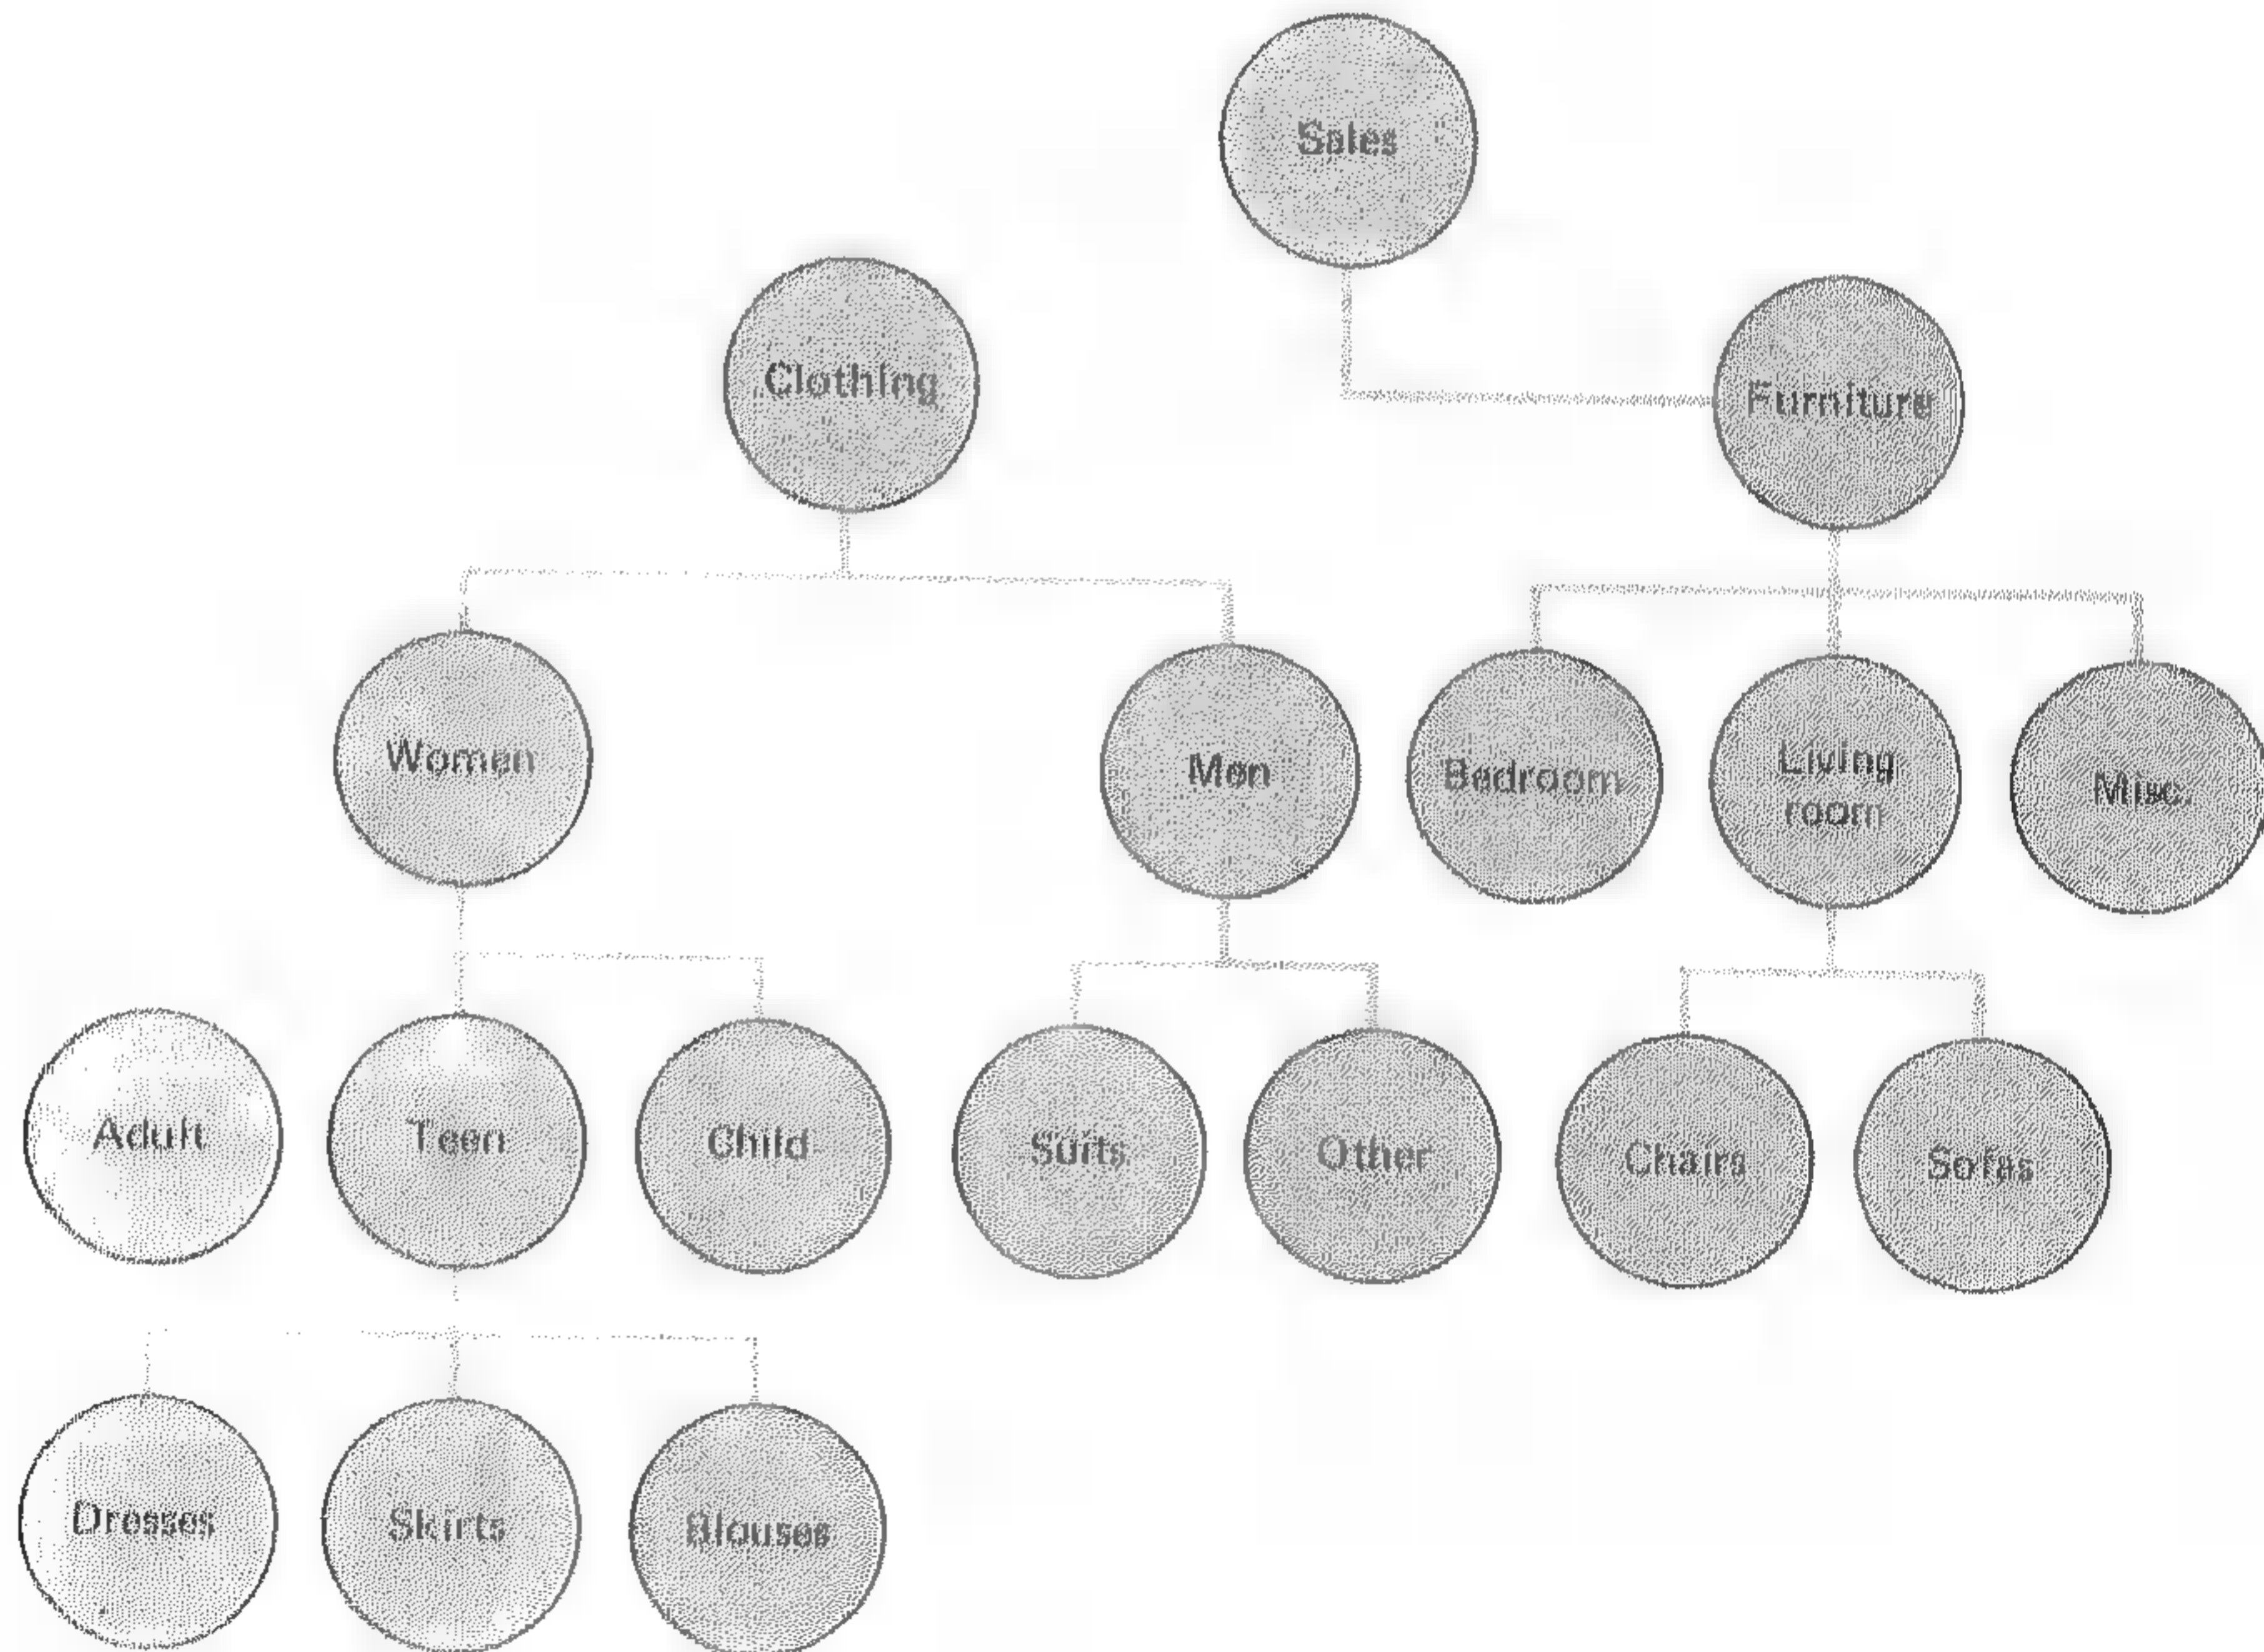 Sales
Clothing
Furniture
Women
Men
Bedroom
Living
room
Misc.
Adult
Teen
Child
Suits
Other
Chairs
Sofas
Dresses
Skirts
Blouses